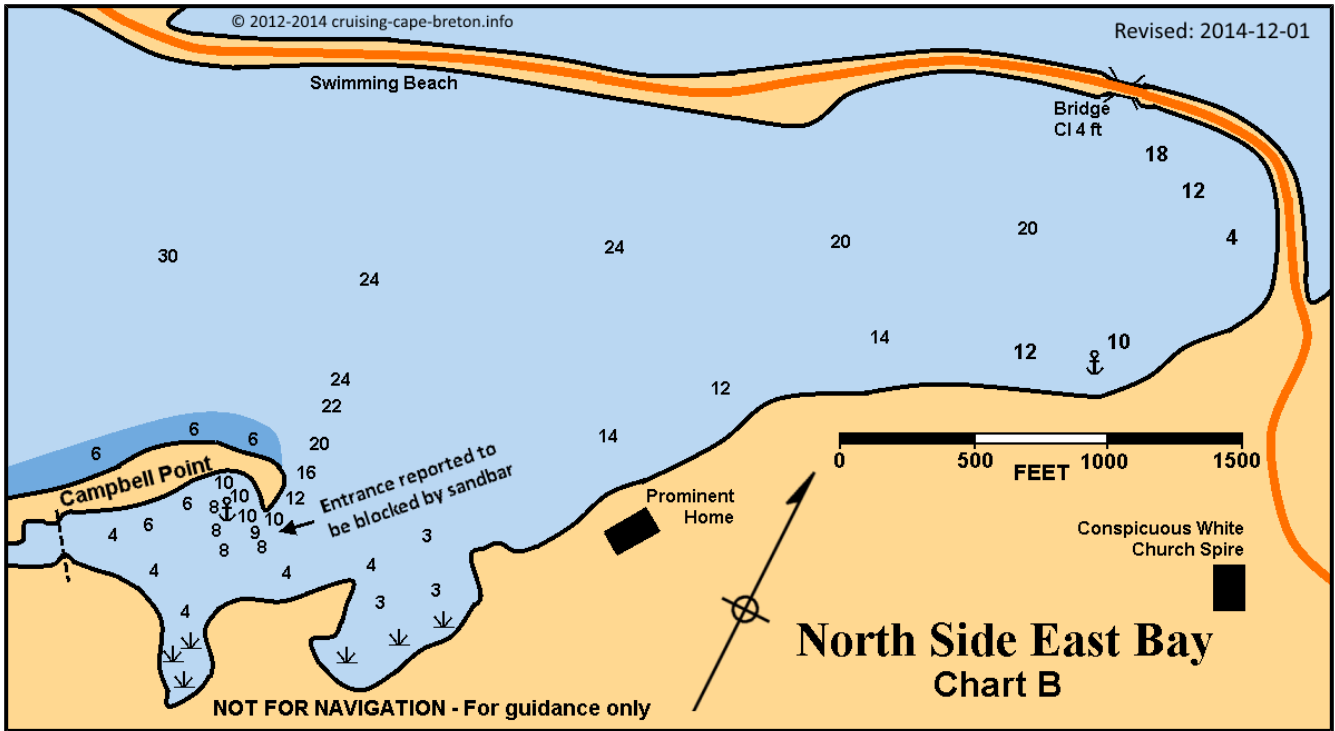 © 2012-2014 cruising-cape-breton.info
Revised: 2014-12-01
Swimming Beach
Bridge
Cl 4 ft
18
12
4
30
24
24
20
20
14
12
10
24
22
12
14
20
16
12
6
6
6
Campbell Point
Entrance reported to
be blocked by sandbar
10
10
8
10
10
6
6
4
8
9
8
8
4
4
4
4
3
3
3
0
500
1000
1500
FEET
Prominent
Home
Conspicuous White
Church Spire
North Side East Bay
Chart B
NOT FOR NAVIGATION - For guidance only